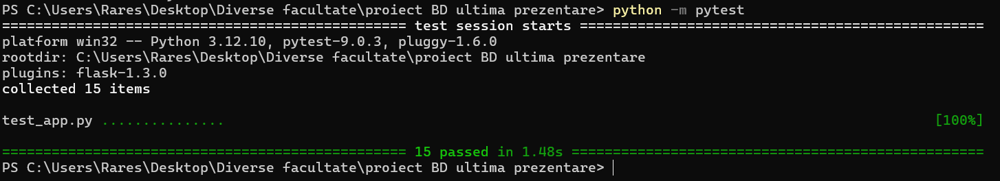 PS C:\Users\Rares\Desktop\Diverse facultate\proiect BD ultima prezentare> python -m pytest
================================================= test session starts =================================================
platform win32 -- Python 3.12.10, pytest-9.0.3, pluggy-1.6.0
rootdir: C:\Users\Rares\Desktop\Diverse facultate\proiect BD ultima prezentare
plugins: flask-1.3.0
collected 15 items
test_app.py ............... [100%]
================================================= 15 passed in 1.48s ==================================================
PS C:\Users\Rares\Desktop\Diverse facultate\proiect BD ultima prezentare>